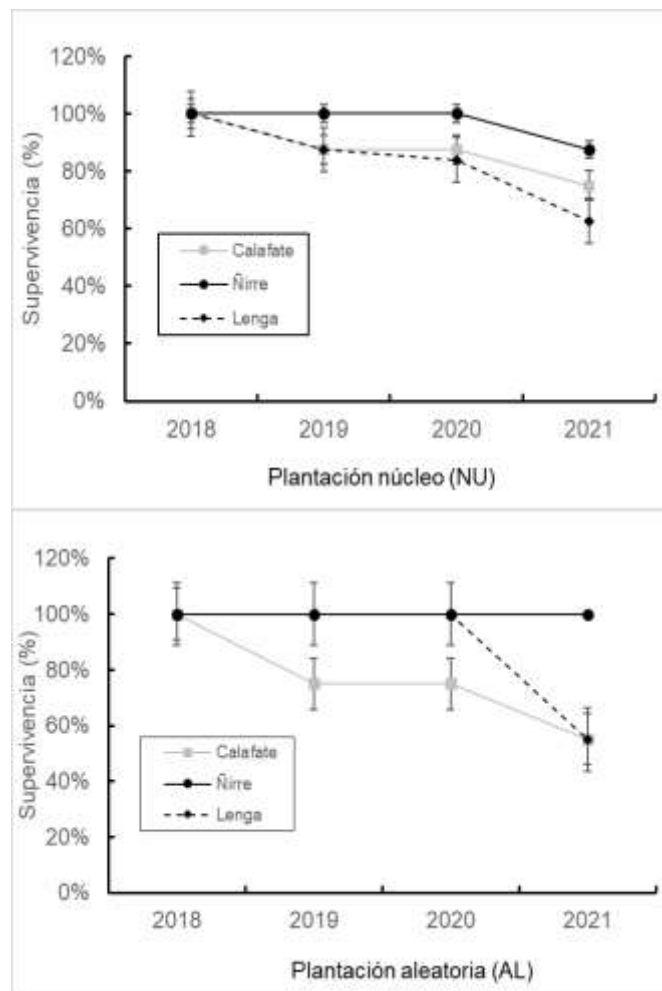 120%
100%
80%
60%
40%
20%
0%
Supervivencia (%)
Calafate
Ñirre
Lenga
2018 2019 2020 2021
Plantación núcleo (NU)
120%
100%
80%
60%
40%
20%
0%
Supervivencia (%)
Calafate
Ñirre
Lenga
2018 2019 2020 2021
Plantación aleatoria (AL)